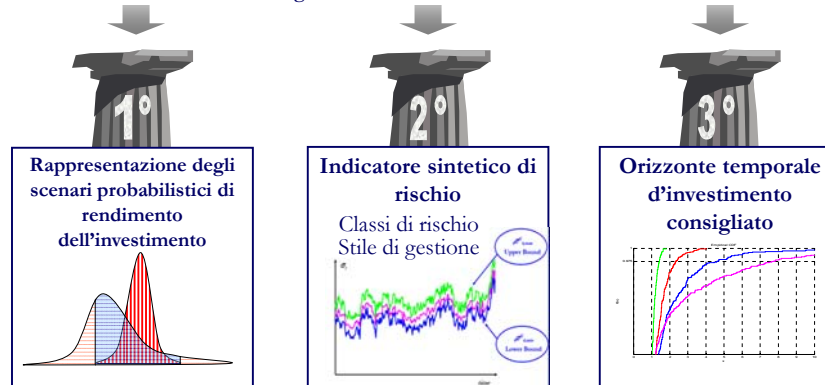 1°
2°
3°
Rappresentazione degli
scenari probabilistici di
rendimento
dell'investimento
Indicatore sintetico di
rischio
Classi di rischio
Stile di gestione
Upper Bound
Lower Bound
time
Orizzonte temporale
d'investimento
consigliato